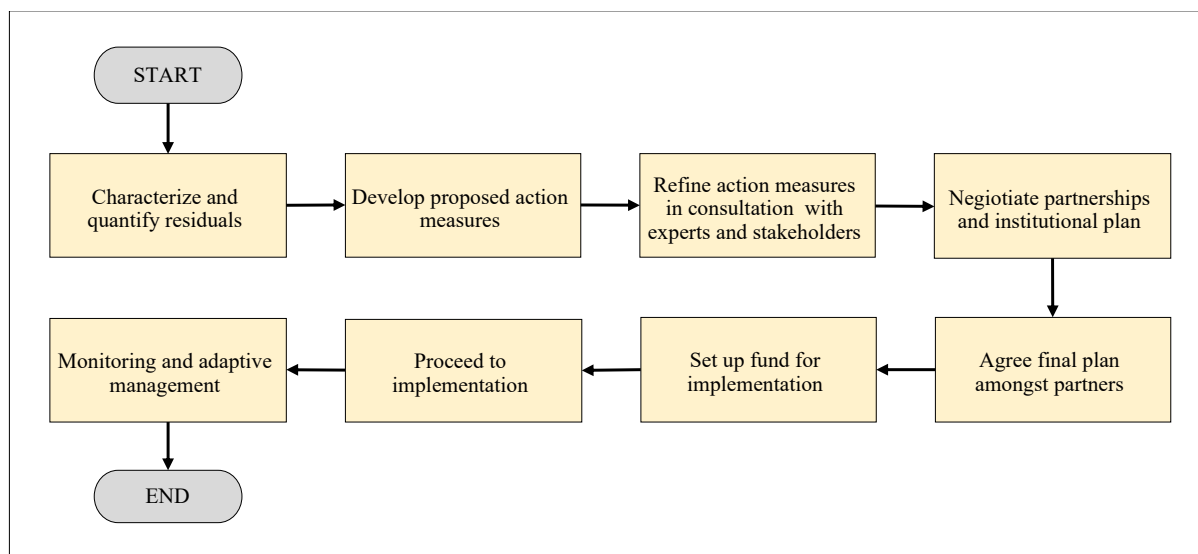 START
Characterize and
quantify residuals
Develop proposed action
measures
Refine action measures
in consultation  with
experts and stakeholders
Negiotiate partnerships
and institutional plan
Agree final plan
amongst partners
Set up fund for
implementation
Proceed to
implementation
Monitoring and adaptive
management
END